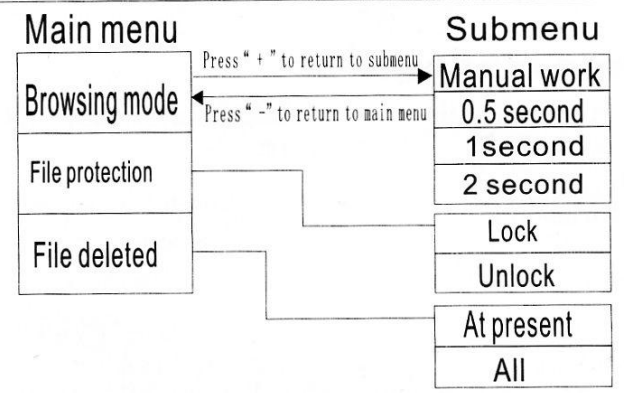 Main menu
Submenu
Press “ + ” to return to submenu
Browsing mode
Press “ -” to return to main menu
Manual work
0.5 second
1second
2 second
File protection
Lock
Unlock
File deleted
At present
All